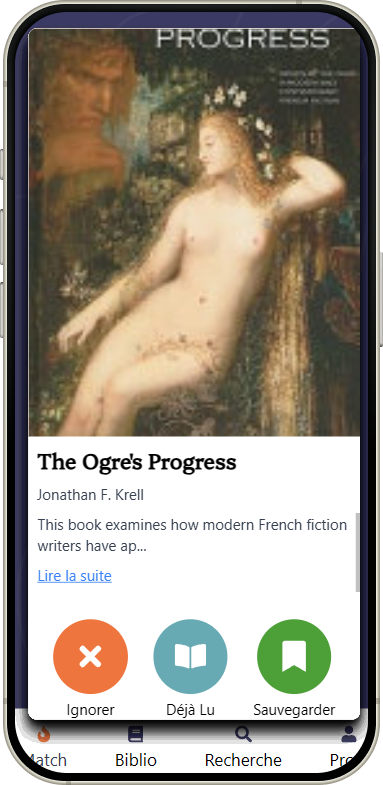 PROGRESS
The Ogre's Progress
Jonathan F. Krell
This book examines how modern French fiction
writers have ap...
Lire la suite
Ignorer
Déjà Lu
Sauvegarder
Match
Biblio
Recherche
Pro